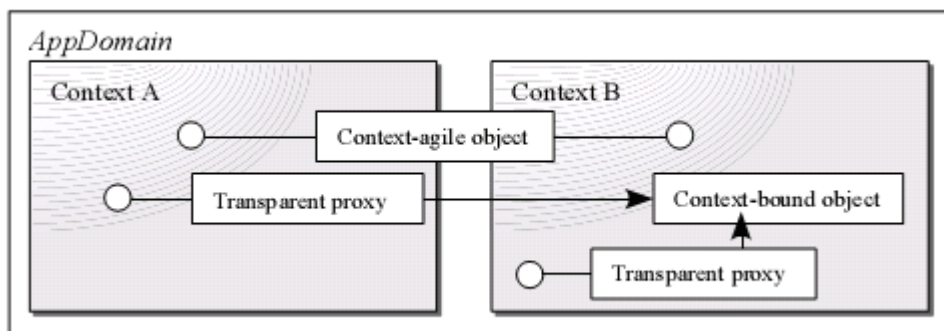 AppDomain
Context A
Context B
Context-agile object
Transparent proxy
Context-bound object
Transparent proxy